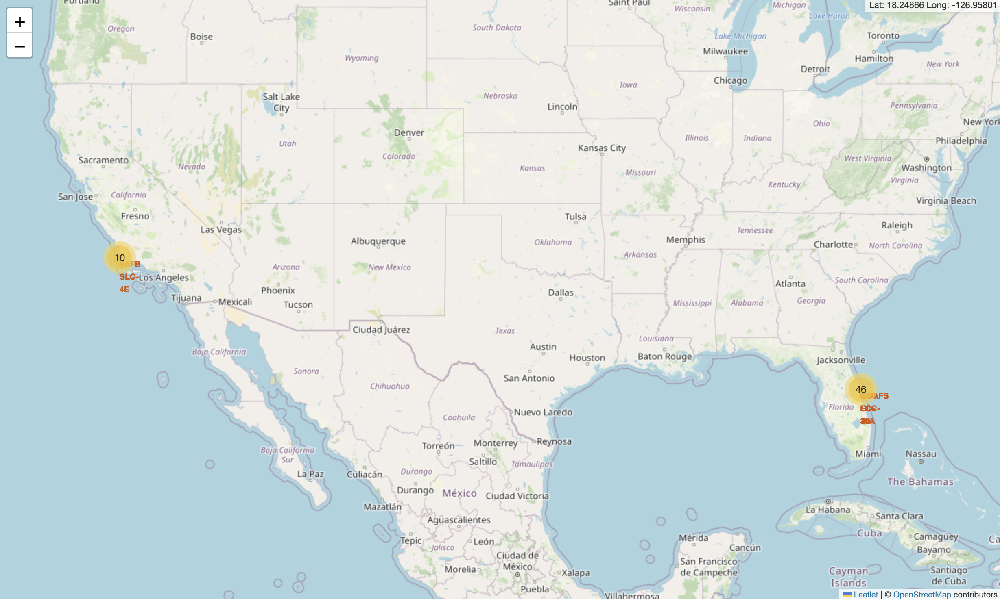 Portland
Saint Paul
Wisconsin
Michigan
Lat: 18.24866 Long: -126.95801
+
−
Oregon
Boise
South Dakota
Lake Huron
Lake Michigan
Toronto
Wyoming
Milwaukee
Hamilton
New York
Detroit
Chicago
Iowa
Nebraska
Salt Lake
City
Lincoln
Pennsylvania
Ohio
New York
Denver
Utah
Illinois
Indiana
Philadelphia
Kansas City
Colorado
Sacramento
Nevada
Kansas
Missouri
West Virginia
Washington
Virginia
Kentucky
San Jose
California
Virginia Beach
Fresno
Tulsa
Las Vegas
Raleigh
Tennessee
Albuquerque
Oklahoma
Memphis
Charlotte
North Carolina
Arkansas
10
VAFB
SLC-
4E
Arizona
New Mexico
Los Angeles
Phoenix
Atlanta
South Carolina
Dallas
Tijuana
Mexicali
Tucson
Mississippi
Alabama
Georgia
Ciudad Juárez
Texas
Louisiana
Austin
Baja California
Houston
Baton Rouge
Jacksonville
Sonora
San Antonio
Chihuahua
46
Florida
Nuevo Laredo
Coahuila
Reynosa
Torreón
Monterrey
Baja California
Sur
Saltillo
Tamaulipas
Miami
Nassau
La Paz
Culiacán
Durango
The Bahamas
Durango
México
Ciudad Victoria
Mazatlán
La Habana
Santa Clara
Aguascalientes
Cuba
Camagüey
Tepic
León
Jalisco
Mérida
Cancún
Bayamo
Ciudad de
México
San Francisco
de Campeche
Morelia
Xalapa
Cayman
Islands
Santiago
de Cuba
Puebla
Villahermosa
Leaflet | © OpenStreetMap contributors